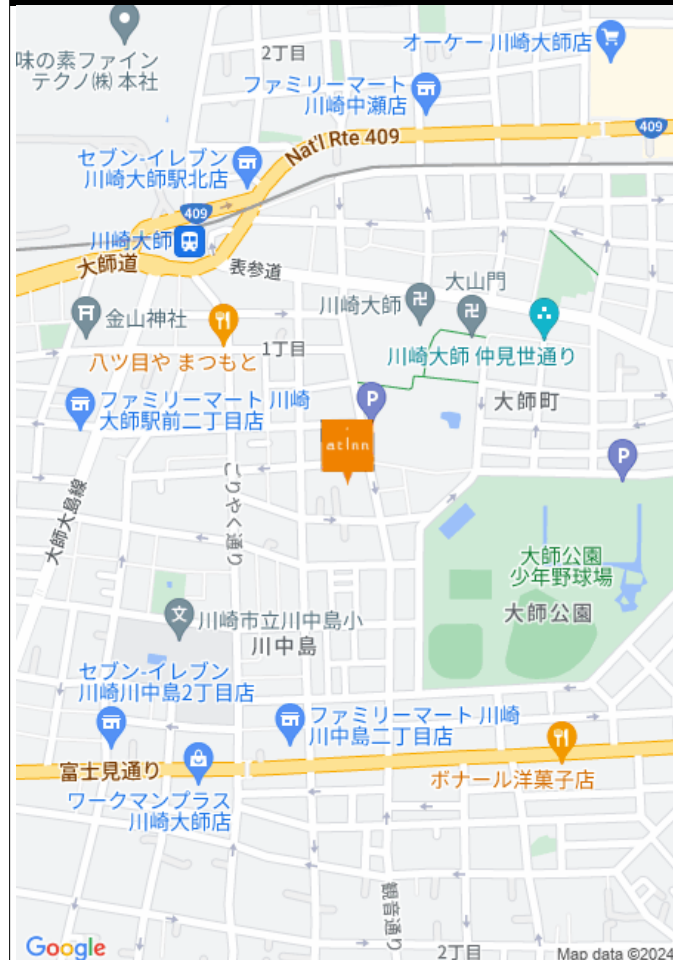 2丁目
オーケー 川崎大師店
味の素ファイン
テクノ(株)本社
ファミリーマート
川崎中瀬店
409
Nat'l Rte 409
セブン-イレブン
川崎大師駅北店
409
川崎大師
大師道
表参道
大山門
川崎大師
金山神社
1丁目
川崎大師 仲見世通り
八ツ目や まつもと
P
ファミリーマート 川崎
大師駅前二丁目店
大師町
atinn
P
こりやく通り
大師大島線
大師公園
少年野球場
大師公園
文
川崎市立川中島小
川中島
セブン-イレブン
川崎川中島2丁目店
ファミリーマート 川崎
川中島二丁目店
富士見通り
ボナール洋菓子店
ワークマンプラス
川崎大師店
観音通り
2丁目
Google
Map data ©2024